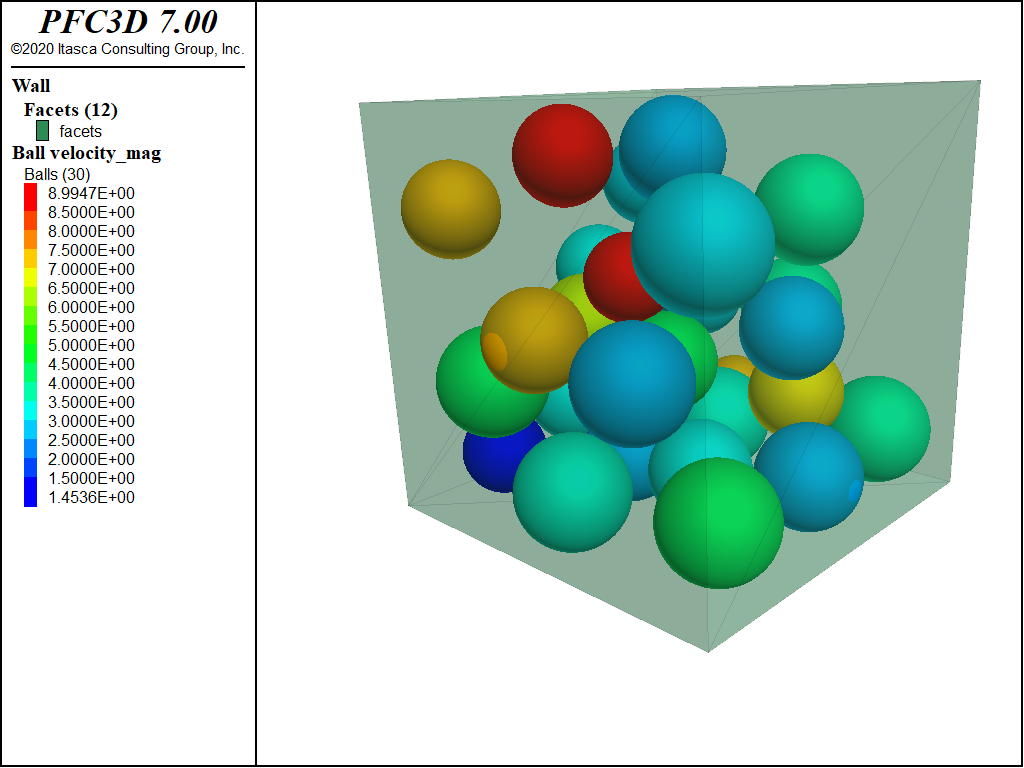 PFC3D 7.00
©2020 Itasca Consulting Group, Inc.
Wall
Facets (12)
facets
Ball velocity_mag
Balls (30)
8.9947E+00
8.5000E+00
8.0000E+00
7.5000E+00
7.0000E+00
6.5000E+00
6.0000E+00
5.5000E+00
5.0000E+00
4.5000E+00
4.0000E+00
3.5000E+00
3.0000E+00
2.5000E+00
2.0000E+00
1.5000E+00
1.4536E+00